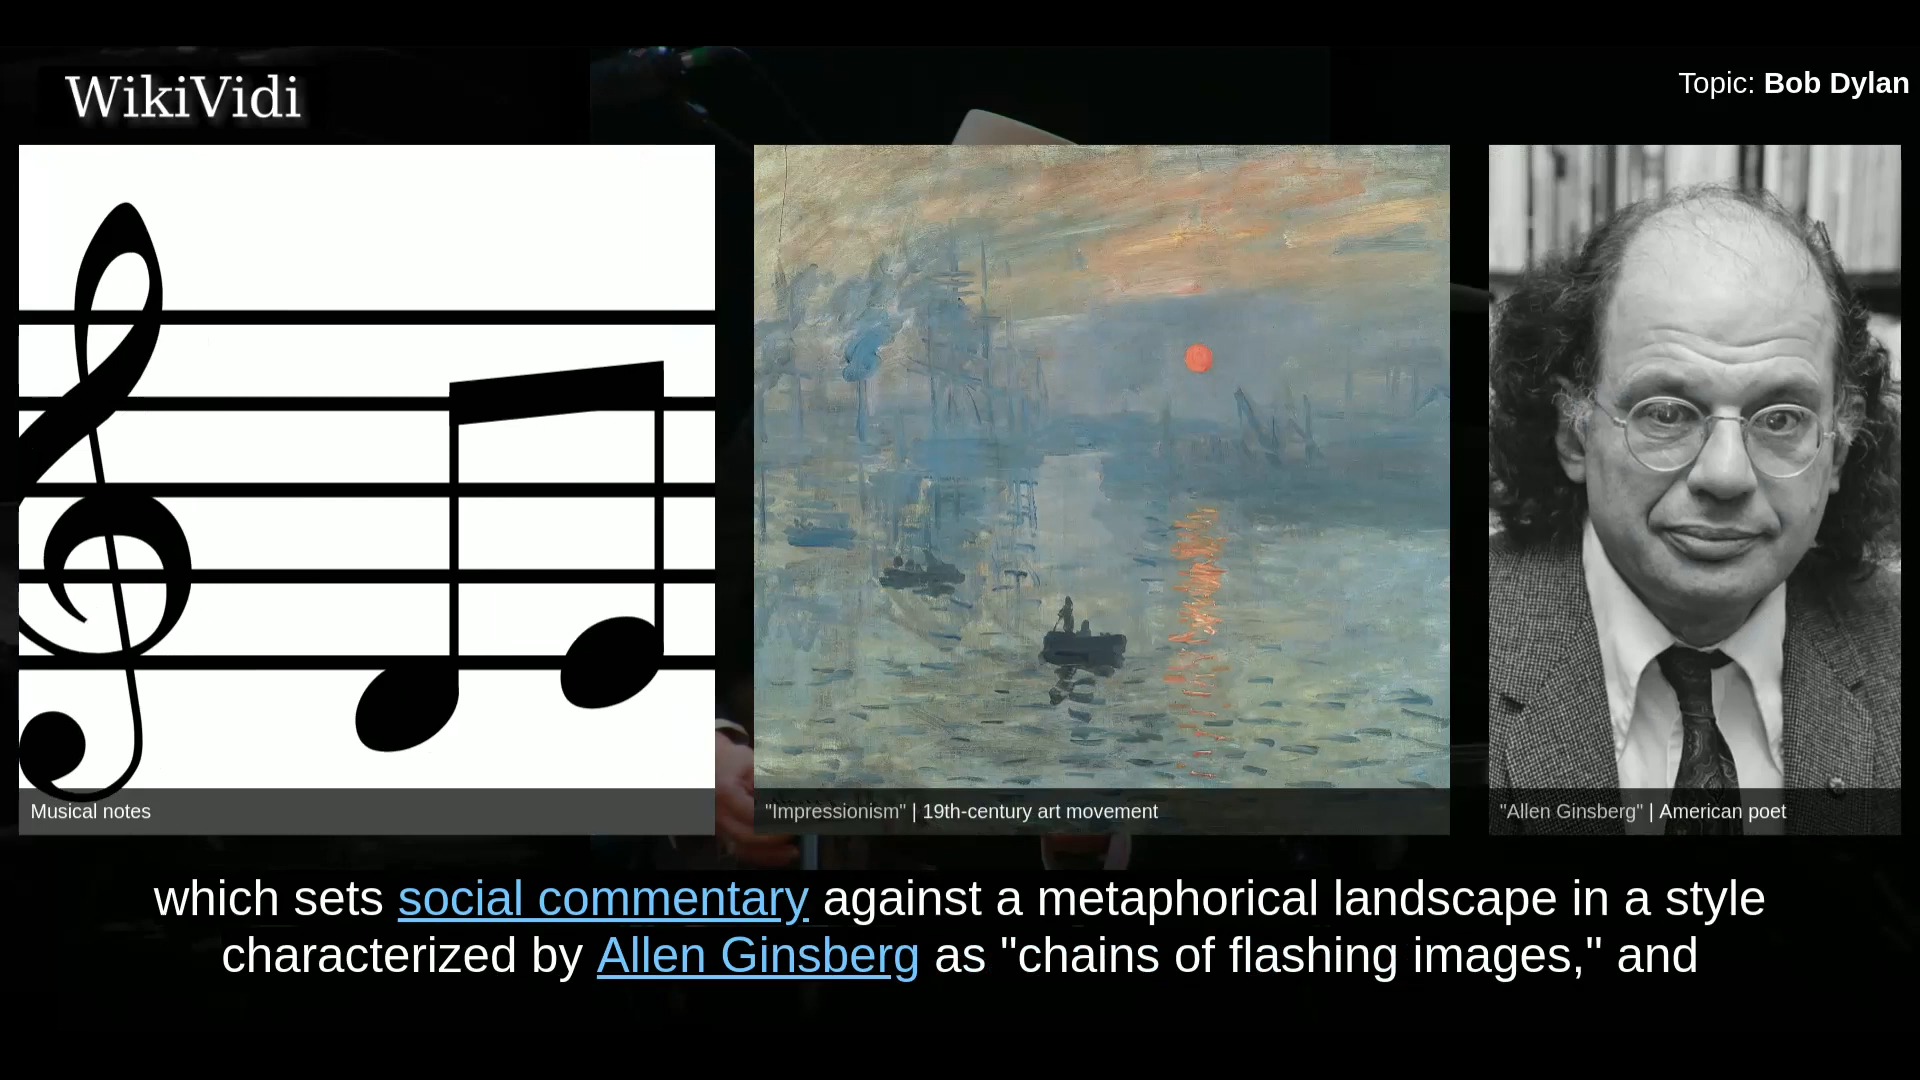 WikiVidi
Topic: Bob Dylan
Musical notes
"Impressionism" | 19th-century art movement
"Allen Ginsberg" | American poet
which sets social commentary against a metaphorical landscape in a style
characterized by Allen Ginsberg as "chains of flashing images," and